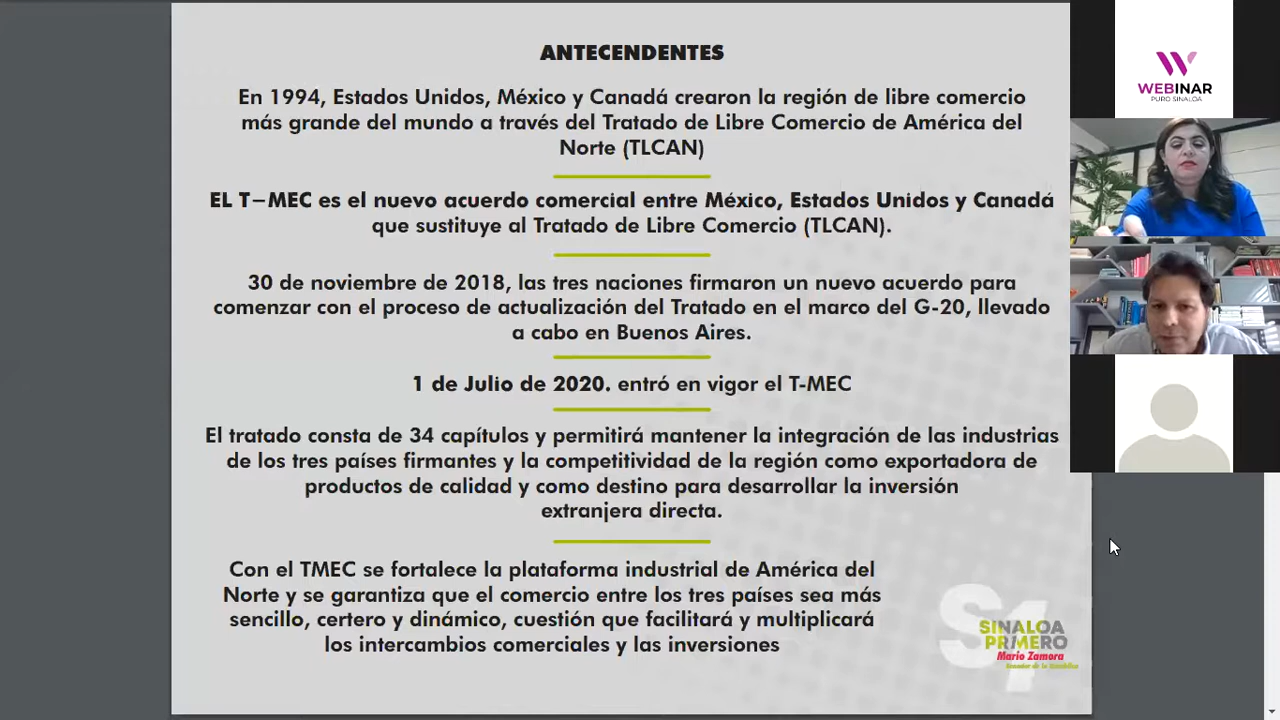 ANTECENDENTES
En 1994, Estados Unidos, México y Canadá crearon la región de libre comercio
más grande del mundo a través del Tratado de Libre Comercio de América del
Norte (TLCAN)
EL T–MEC es el nuevo acuerdo comercial entre México, Estados Unidos y Canadá
que sustituye al Tratado de Libre Comercio (TLCAN).
30 de noviembre de 2018, las tres naciones firmaron un nuevo acuerdo para
comenzar con el proceso de actualización del Tratado en el marco del G-20, llevado
a cabo en Buenos Aires.
1 de Julio de 2020. entró en vigor el T-MEC
El tratado consta de 34 capítulos y permitirá mantener la integración de las industrias
de los tres países firmantes y la competitividad de la región como exportadora de
productos de calidad y como destino para desarrollar la inversión
extranjera directa.
Con el TMEC se fortalece la plataforma industrial de América del
Norte y se garantiza que el comercio entre los tres países sea más
sencillo, certero y dinámico, cuestión que facilitará y multiplicará
los intercambios comerciales y las inversiones
S1
SINALOA
PRIMERO
Mario Zamora
Senador de la República
W
WEBINAR
PURO SINALOA